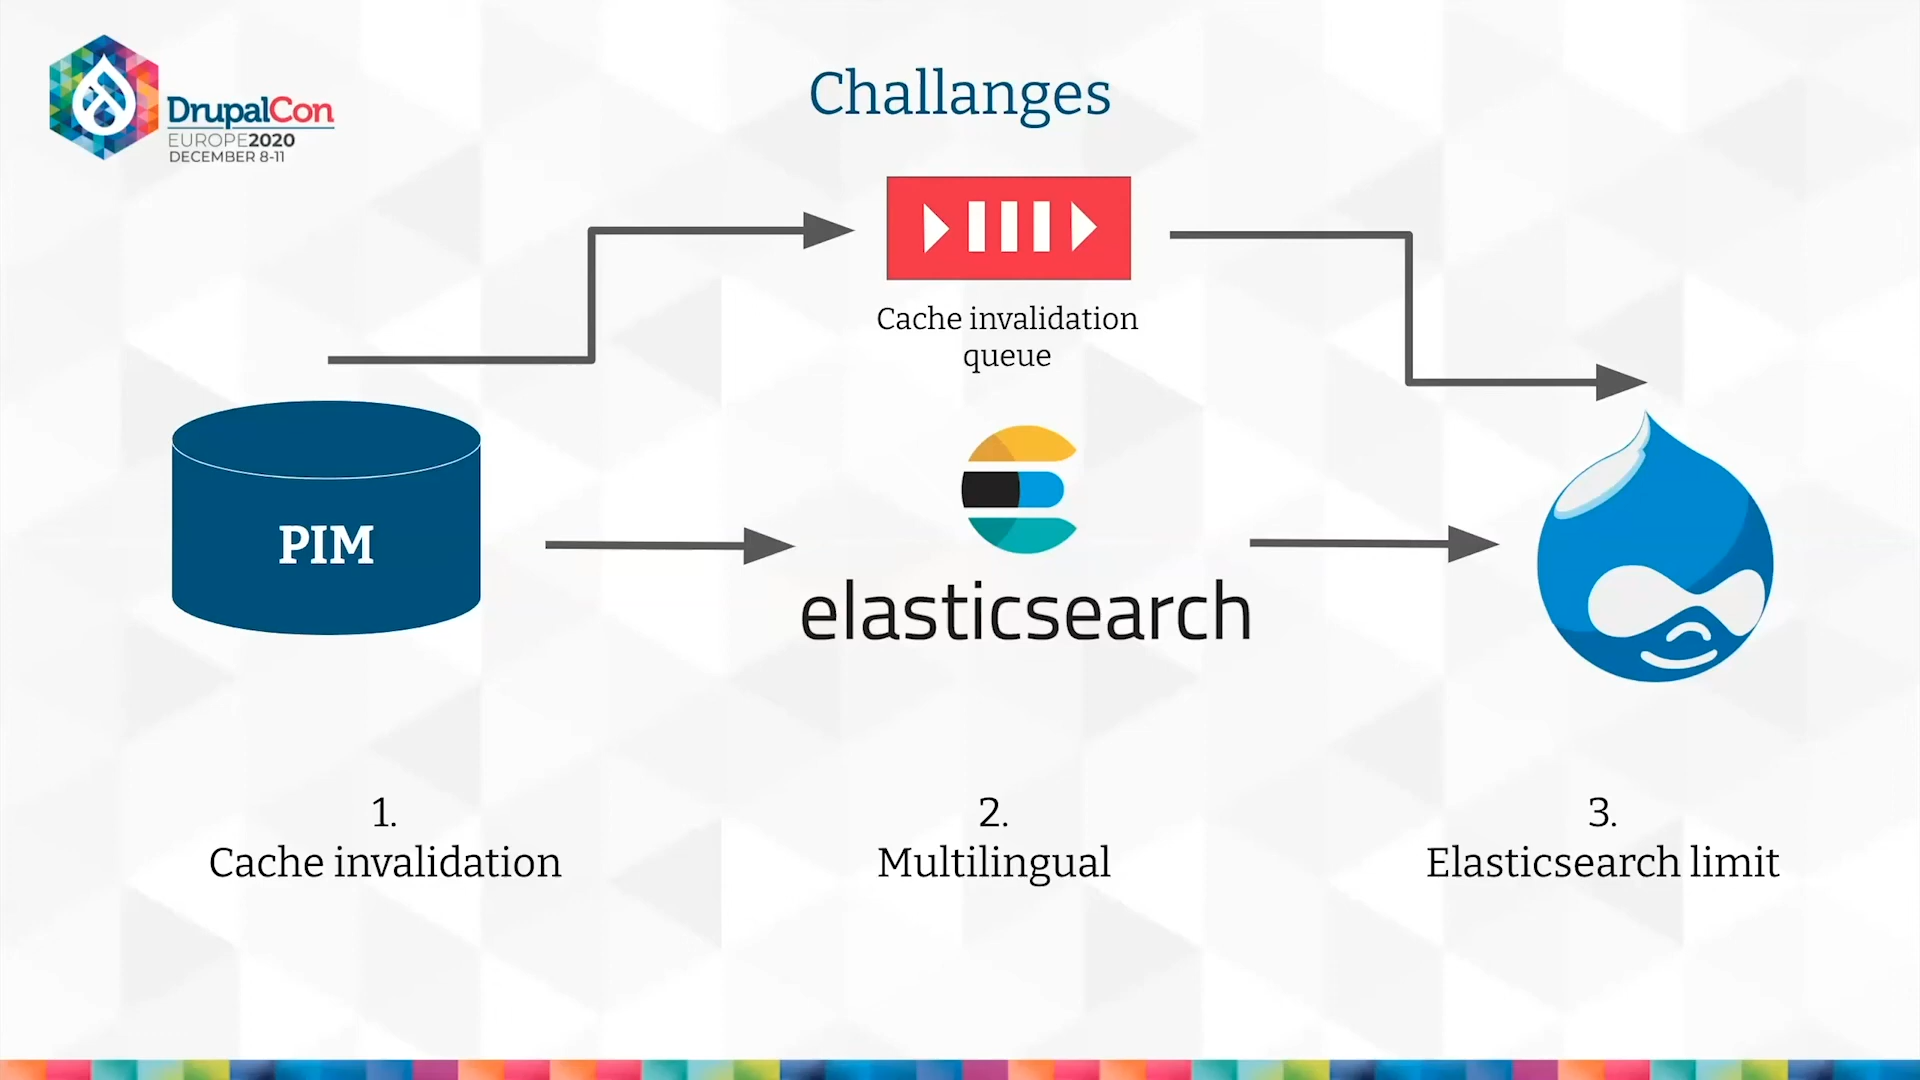 DrupalCon
EUROPE2020
DECEMBER 8-11
Challanges
Cache invalidation
queue
PIM
elasticsearch
1.
Cache invalidation
2.
Multilingual
3.
Elasticsearch limit